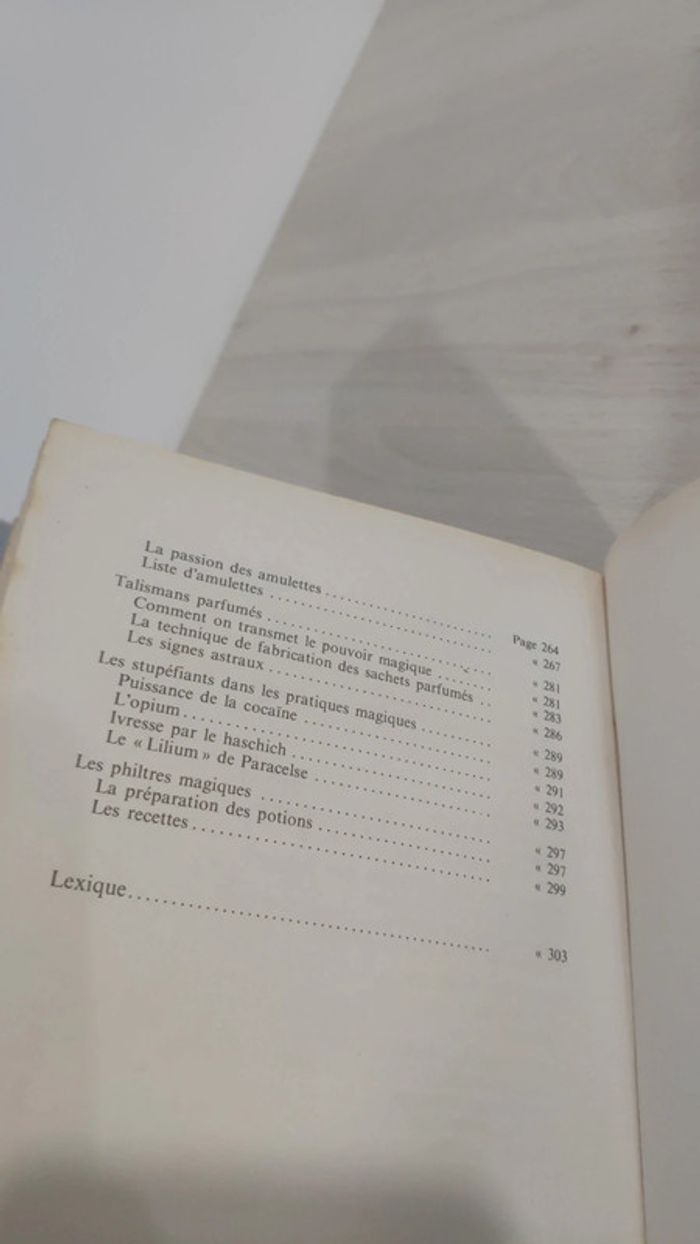 La passion des amulettes .......................... Page 264
Liste d'amulettes .......................... « 267
Talismans parfumés .......................... « 281
Comment on transmet le pouvoir magique ........ « 281
La technique de fabrication des sachets parfumés .. « 283
Les signes astraux .......................... « 286
Les stupéfiants dans les pratiques magiques .......... « 289
Puissance de la cocaïne .......................... « 289
L'opium .......................... « 291
Ivresse par le haschich .......................... « 292
Le « Lilium » de Paracelse .......................... « 293
Les philtres magiques .......................... « 297
La préparation des potions .......................... « 297
Les recettes .......................... « 299
Lexique .......................... « 303